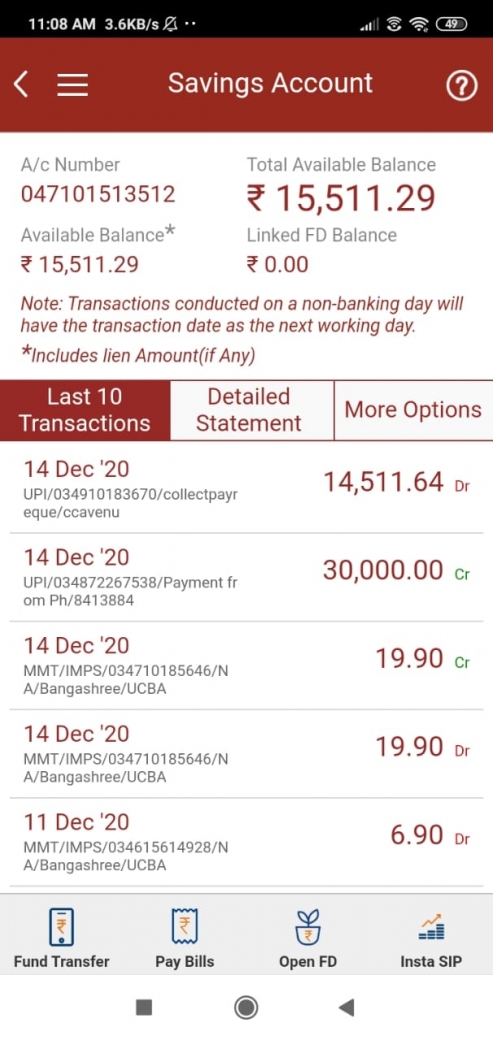 11:08 AM 3.6KB/s ··
49
Savings Account
?
A/c Number
Total Available Balance
047101513512
₹ 15,511.29
Available Balance*
Linked FD Balance
₹ 15,511.29
₹ 0.00
Note: Transactions conducted on a non-banking day will
have the transaction date as the next working day.
*Includes lien Amount(if Any)
Last 10
Transactions
Detailed
Statement
More Options
14 Dec '20
UPI/034910183670/collectpayr
eque/ccavenu
14,511.64 Dr
14 Dec '20
UPI/034872267538/Payment fr
om Ph/8413884
30,000.00 Cr
14 Dec '20
MMT/IMPS/034710185646/N
A/Bangashree/UCBA
19.90 Cr
14 Dec '20
MMT/IMPS/034710185646/N
A/Bangashree/UCBA
19.90 Dr
11 Dec '20
MMT/IMPS/034615614928/N
A/Bangashree/UCBA
6.90 Dr
Fund Transfer
Pay Bills
Open FD
Insta SIP